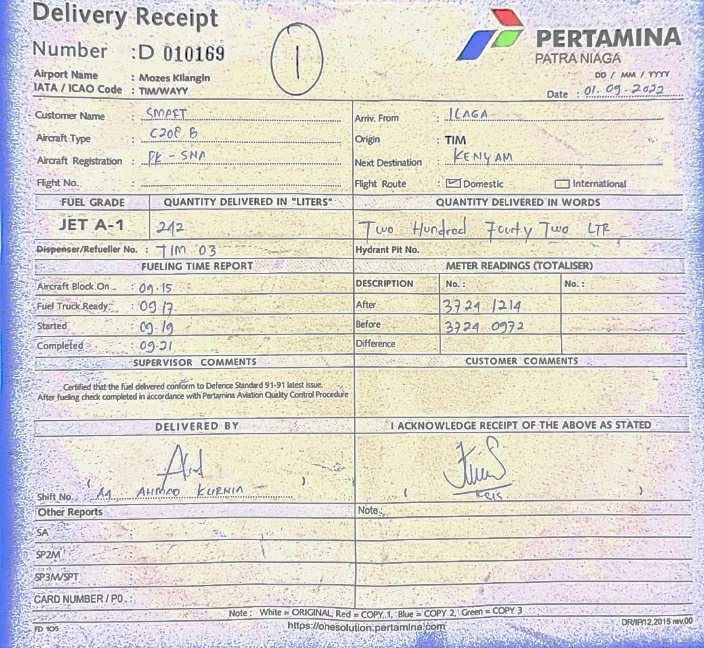 Delivery Receipt
Number : D 010169
1
PERTAMINA
PATRA NIAGA
Airport Name : Mozes Kilangin
IATA / ICAO Code : TIM/WAYY
DD / MM / YYYY
Date : 01-09-2022
Customer Name : SMART
Arriv. From : ILAGA
Aircraft Type : C208 B
Origin : TIM
Aircraft Registration : PK - SNA
Next Destination : KENYAM
Flight No. :
Flight Route : Domestic International
FUEL GRADE QUANTITY DELIVERED IN "LITERS" QUANTITY DELIVERED IN WORDS
JET A-1 242 Two Hundred Fourty Two LTR
Dispenser/Refueller No. : TIM 03 Hydrant Pit No.
FUELING TIME REPORT METER READINGS (TOTALISER)
Aircraft Block On : 09.15 DESCRIPTION No. : No. :
Fuel Truck Ready : 09 17 After 3724 1214
Started : 09.19 Before 3724 0972
Completed : 09.21 Difference
SUPERVISOR COMMENTS CUSTOMER COMMENTS
Certified that the fuel delivered conform to Defence Standard 91-91 latest issue.
After fueling check completed in accordance with Pertamina Aviation Quality Control Procedure
DELIVERED BY I ACKNOWLEDGE RECEIPT OF THE ABOVE AS STATED
Shift No. ( AHMAD KURNIA ) ( )
Other Reports Note :
SA
SP2M
SP3M/SPT
CARD NUMBER / PO. :
Note : White = ORIGINAL, Red = COPY 1, Blue = COPY 2, Green = COPY 3
FD 105 https://onesolution.pertamina.com DR/IP/12,2015 rev.00